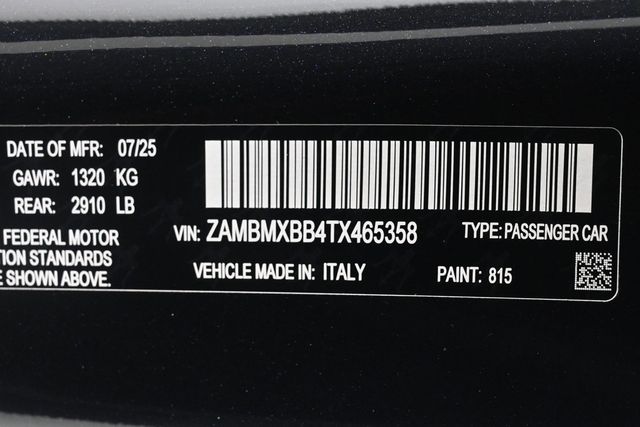 DATE OF MFR: 07/25
GAWR: 1320 KG
REAR: 2910 LB
FEDERAL MOTOR
TION STANDARDS
E SHOWN ABOVE.
VIN: ZAMBMXBB4TX465358
TYPE: PASSENGER CAR
VEHICLE MADE IN: ITALY
PAINT: 815